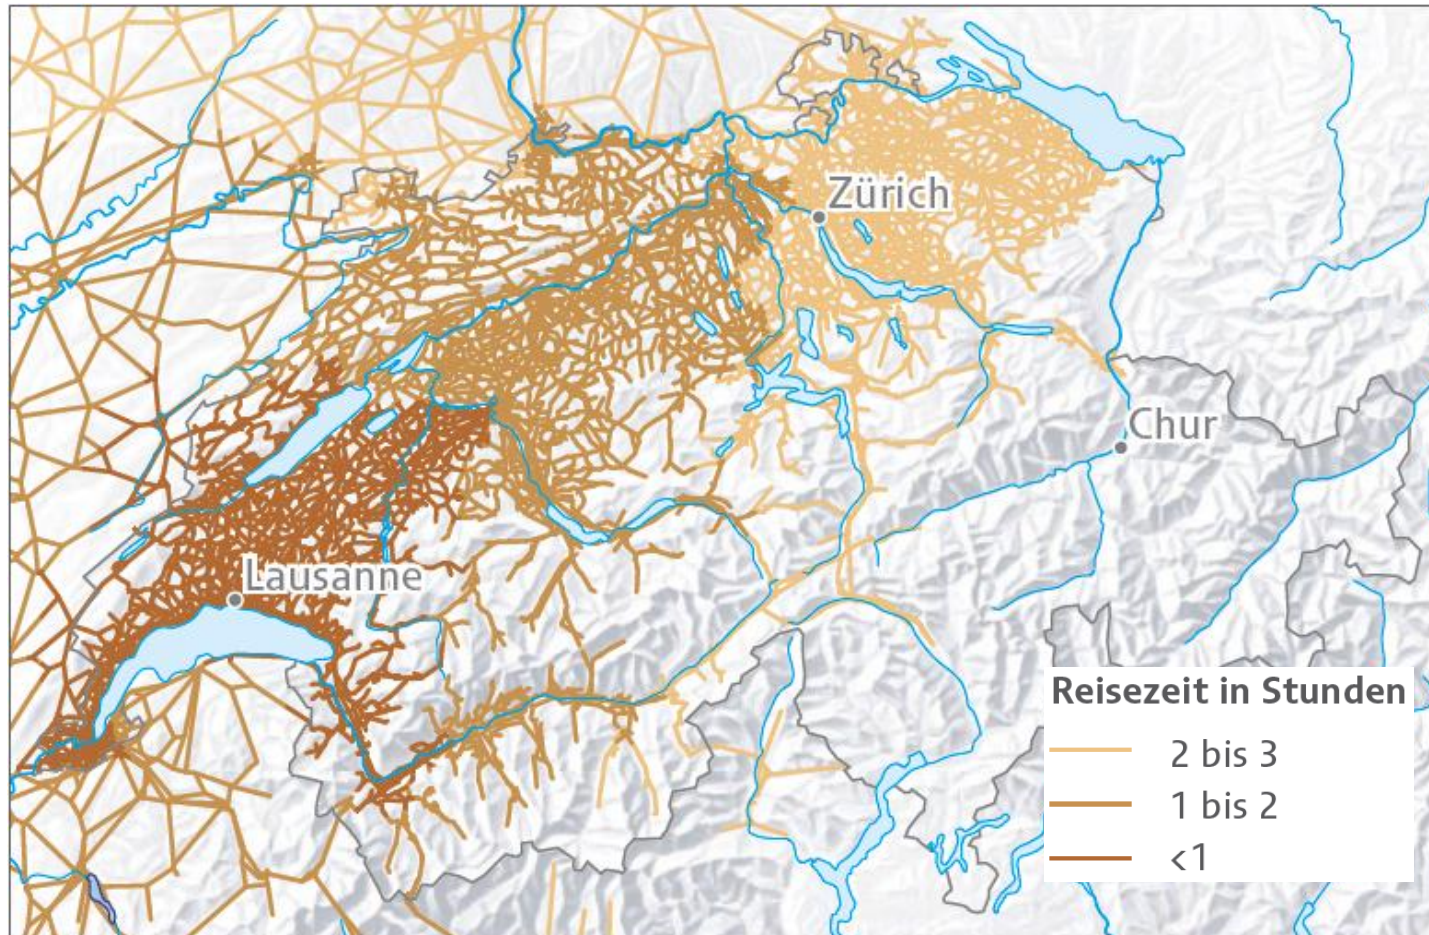 Zürich
Chur
Lausanne
Reisezeit in Stunden
2 bis 3
1 bis 2
<1